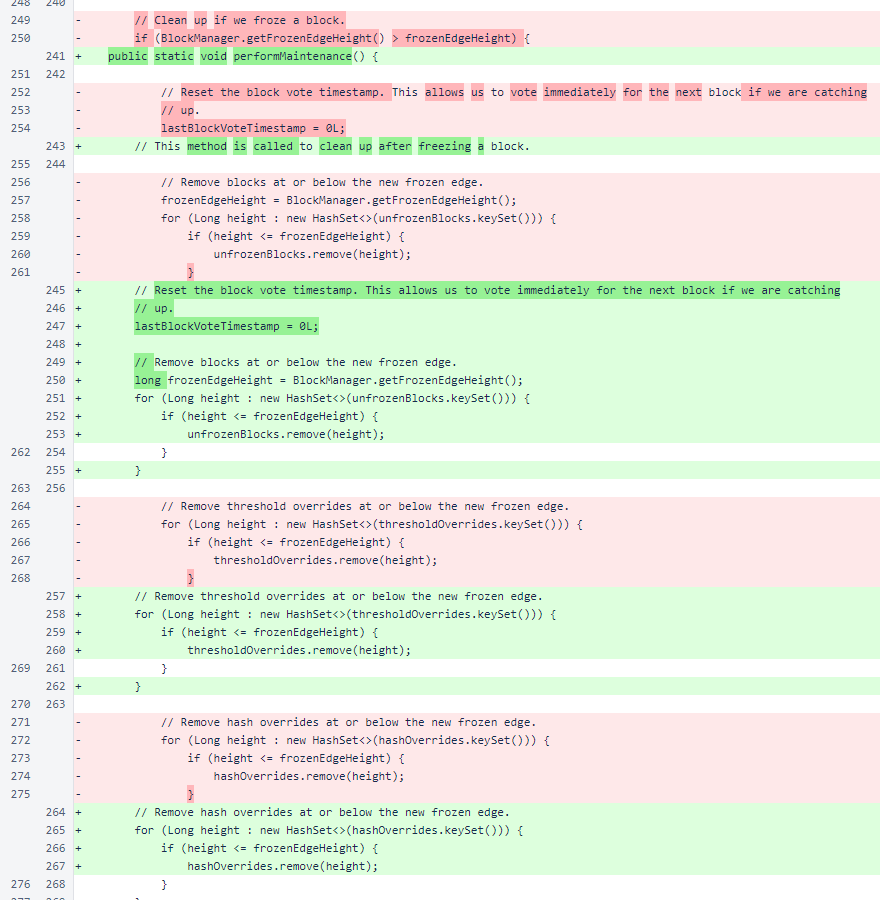 248 240
249 - // Clean up if we froze a block.
250 - if (BlockManager.getFrozenEdgeHeight() > frozenEdgeHeight) {
241 + public static void performMaintenance() {
251 242
252 - // Reset the block vote timestamp. This allows us to vote immediately for the next block if we are catching
253 - // up.
254 - lastBlockVoteTimestamp = 0L;
243 + // This method is called to clean up after freezing a block.
255 244
256 - // Remove blocks at or below the new frozen edge.
257 - frozenEdgeHeight = BlockManager.getFrozenEdgeHeight();
258 - for (Long height : new HashSet<>(unfrozenBlocks.keySet())) {
259 - if (height <= frozenEdgeHeight) {
260 - unfrozenBlocks.remove(height);
261 - }
245 + // Reset the block vote timestamp. This allows us to vote immediately for the next block if we are catching
246 + // up.
247 + lastBlockVoteTimestamp = 0L;
248 +
249 + // Remove blocks at or below the new frozen edge.
250 + long frozenEdgeHeight = BlockManager.getFrozenEdgeHeight();
251 + for (Long height : new HashSet<>(unfrozenBlocks.keySet())) {
252 + if (height <= frozenEdgeHeight) {
253 + unfrozenBlocks.remove(height);
262 254 }
255 + }
263 256
264 - // Remove threshold overrides at or below the new frozen edge.
265 - for (Long height : new HashSet<>(thresholdOverrides.keySet())) {
266 - if (height <= frozenEdgeHeight) {
267 - thresholdOverrides.remove(height);
268 - }
257 + // Remove threshold overrides at or below the new frozen edge.
258 + for (Long height : new HashSet<>(thresholdOverrides.keySet())) {
259 + if (height <= frozenEdgeHeight) {
260 + thresholdOverrides.remove(height);
269 261 }
262 + }
270 263
271 - // Remove hash overrides at or below the new frozen edge.
272 - for (Long height : new HashSet<>(hashOverrides.keySet())) {
273 - if (height <= frozenEdgeHeight) {
274 - hashOverrides.remove(height);
275 - }
264 + // Remove hash overrides at or below the new frozen edge.
265 + for (Long height : new HashSet<>(hashOverrides.keySet())) {
266 + if (height <= frozenEdgeHeight) {
267 + hashOverrides.remove(height);
276 268 }